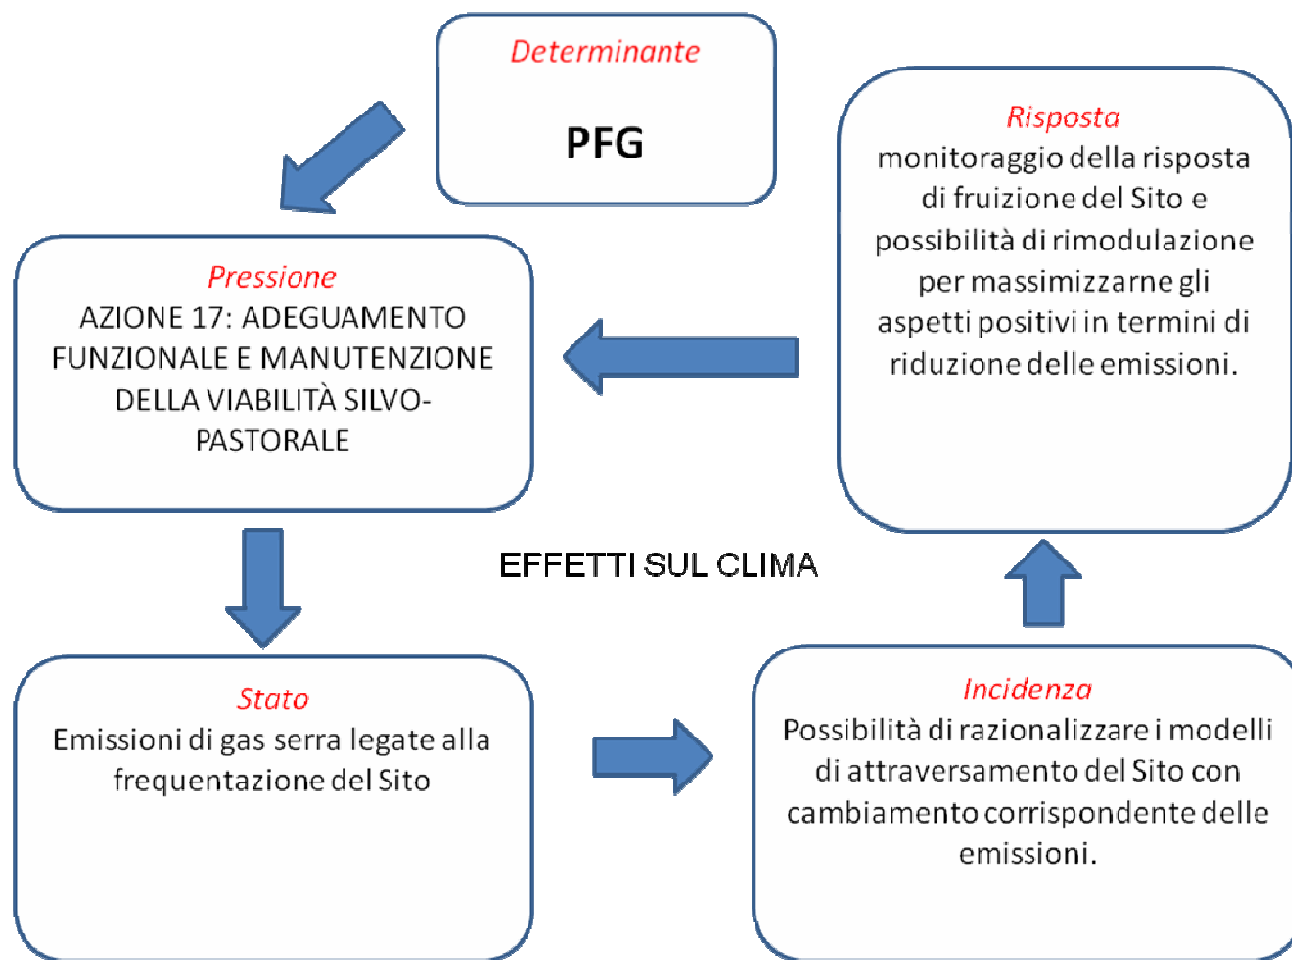 Determinante
PFG
Pressione
AZIONE 17: ADEGUAMENTO
FUNZIONALE E MANUTENZIONE
DELLA VIABILITÀ SILVO-
PASTORALE
Risposta
monitoraggio della risposta
di fruizione del Sito e
possibilità di rimodulazione
per massimizzarne gli
aspetti positivi in termini di
riduzione delle emissioni.
EFFETTI SUL CLIMA
Stato
Emissioni di gas serra legate alla
frequentazione del Sito
Incidenza
Possibilità di razionalizzare i modelli
di attraversamento del Sito con
cambiamento corrispondente delle
emissioni.